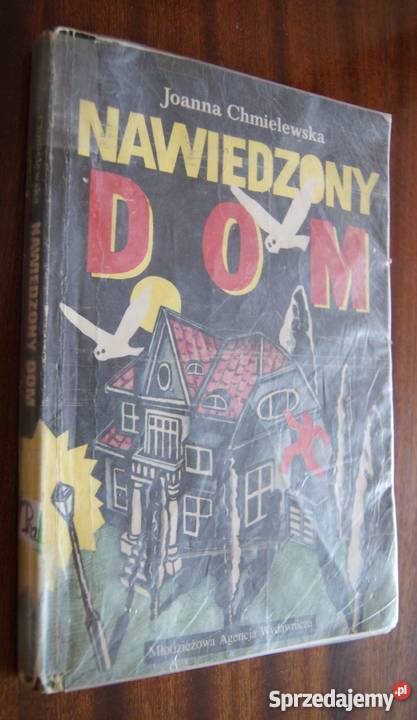 Joanna Chmielewska
NAWIEDZONY
DOM
NAWIEDZONY DOM
Młodzieżowa Agencja Wydawnicza
Sprzedajemy.pl